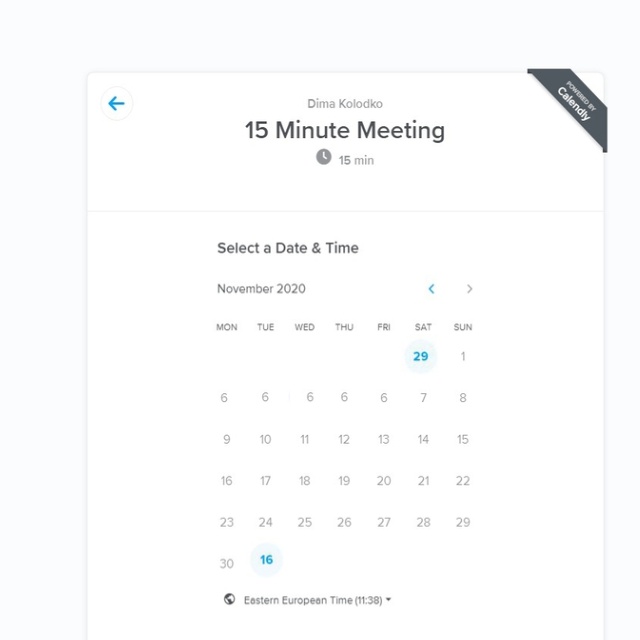 POWERED BY
Calendly
Dima Kolodko
15 Minute Meeting
15 min
Select a Date & Time
November 2020
MON TUE WED THU FRI SAT SUN
29 1
6 6 6 6 6 7 8
9 10 11 12 13 14 15
16 17 18 19 20 21 22
23 24 25 26 27 28 29
30 16
Eastern European Time (11:38)